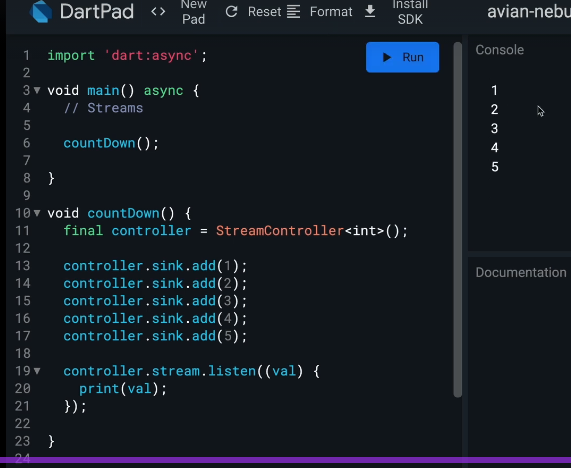 DartPad <> New Pad Reset Format Install SDK avian-nebu
Run
Console
1 import 'dart:async';
2
3 void main() async {
4 // Streams
5
6 countDown();
7
8 }
9
10 void countDown() {
11 final controller = StreamController<int>();
12
13 controller.sink.add(1);
14 controller.sink.add(2);
15 controller.sink.add(3);
16 controller.sink.add(4);
17 controller.sink.add(5);
18
19 controller.stream.listen((val) {
20 print(val);
21 });
22
23 }
24
1
2
3
4
5
Documentation